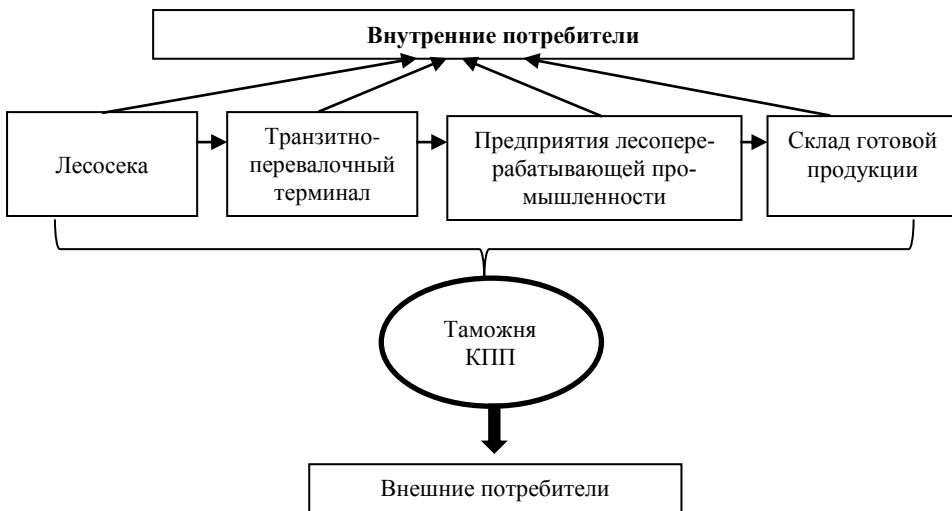 Внутренние потребители
Лесосека
Транзитно-
перевалочный
терминал
Предприятия лесопере-
рабатывающей про-
мышленности
Склад готовой
продукции
Таможня
КПП
Внешние потребители